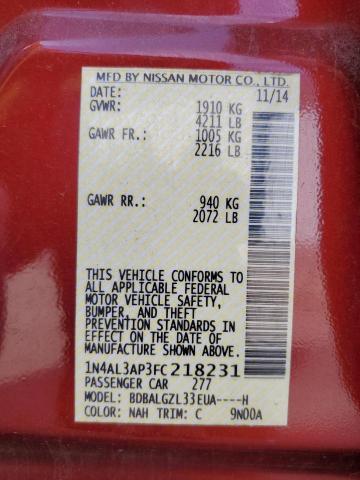 MFD BY NISSAN MOTOR CO., LTD.
DATE: 11/14
GVWR: 1910 KG
4211 LB
GAWR FR.: 1005 KG
2216 LB
GAWR RR.: 940 KG
2072 LB
THIS VEHICLE CONFORMS TO
ALL APPLICABLE FEDERAL
MOTOR VEHICLE SAFETY,
BUMPER, AND THEFT
PREVENTION STANDARDS IN
EFFECT ON THE DATE OF
MANUFACTURE SHOWN ABOVE.
1N4AL3AP3FC218231
PASSENGER CAR 277
MODEL: BDBALGZL33EUA----H
COLOR: NAH TRIM: C 9N00A